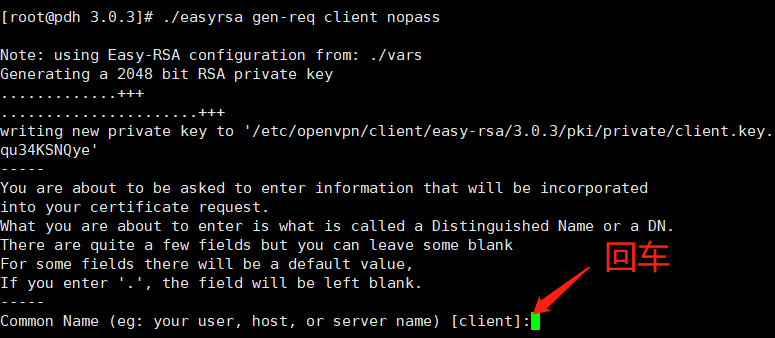 [root@pdh 3.0.3]# ./easyrsa gen-req client nopass

Note: using Easy-RSA configuration from: ./vars
Generating a 2048 bit RSA private key
.............+++
......................+++
writing new private key to '/etc/openvpn/client/easy-rsa/3.0.3/pki/private/client.key.
qu34KSNQye'
-----
You are about to be asked to enter information that will be incorporated
into your certificate request.
What you are about to enter is what is called a Distinguished Name or a DN.
There are quite a few fields but you can leave some blank
For some fields there will be a default value,
If you enter '.', the field will be left blank.
-----
Common Name (eg: your user, host, or server name) [client]:
回车